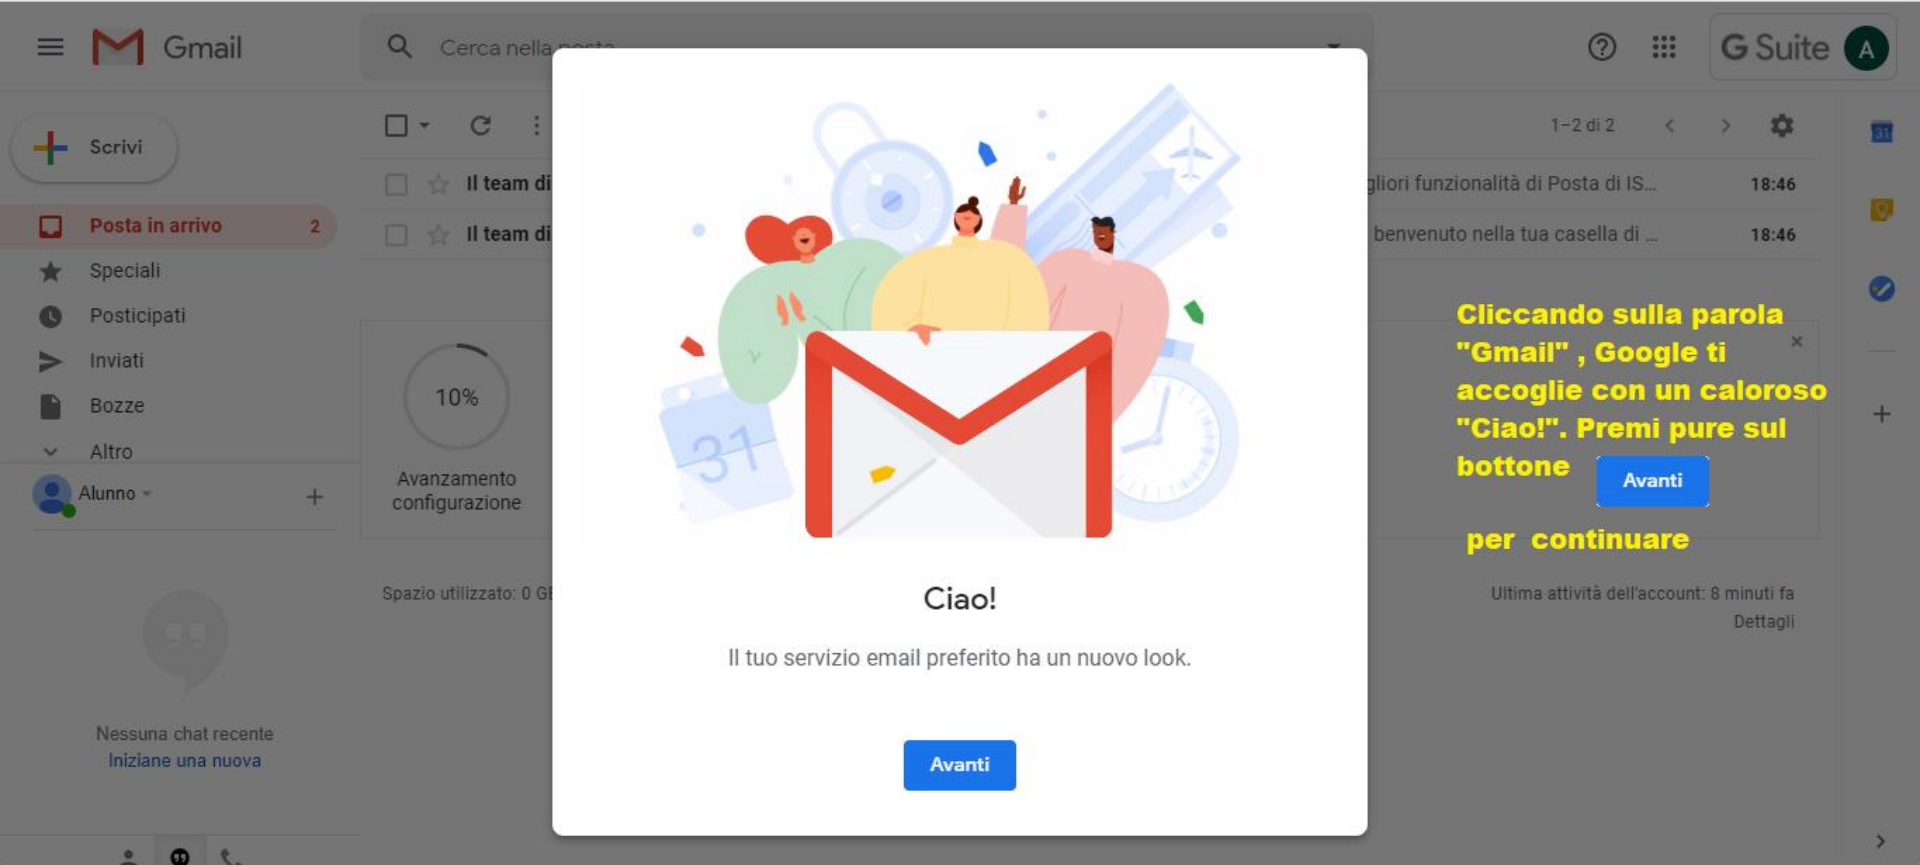 Gmail
Cerca nella posta
G Suite
A
Scrivi
1–2 di 2
31
Il team di
gliori funzionalità di Posta di IS...
18:46
Posta in arrivo
2
Il team di
benvenuto nella tua casella di ...
18:46
Speciali
Posticipati
Inviati
Bozze
Altro
Alunno
10%
Avanzamento
configurazione
31
Cliccando sulla parola
"Gmail" , Google ti
accoglie con un caloroso
"Ciao!". Premi pure sul
bottone
Avanti
per continuare
Spazio utilizzato: 0
Ciao!
Il tuo servizio email preferito ha un nuovo look.
Avanti
Ultima attività dell'account: 8 minuti fa
Dettagli
Nessuna chat recente
Iniziane una nuova